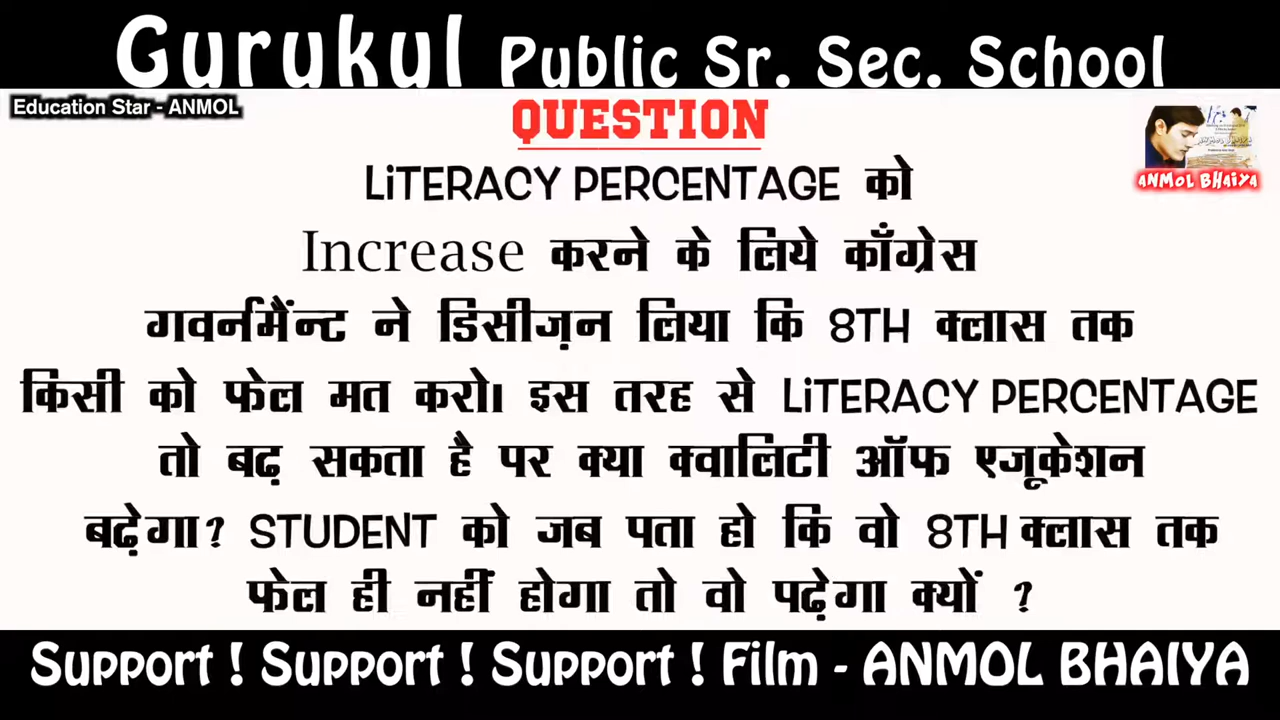 Gurukul Public Sr. Sec. School
Education Star - ANMOL
QUESTION
ANMOL BHAIYA
LITERACY PERCENTAGE को
Increase करने के लिये काँग्रेस
गवर्नमैंन्ट ने डिसीज़न लिया कि 8TH क्लास तक
किसी को फेल मत करो। इस तरह से LITERACY PERCENTAGE
तो बढ़ सकता है पर क्या क्वालिटी ऑफ एजूकेशन
बढ़ेगा? STUDENT को जब पता हो कि वो 8TH क्लास तक
फेल ही नहीं होगा तो वो पढ़ेगा क्यों ?
Support ! Support ! Support ! Film - ANMOL BHAIYA